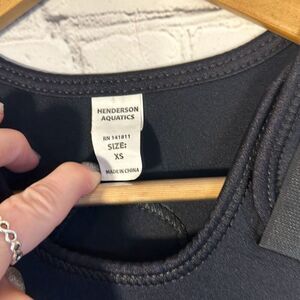 HENDERSON
AQUATICS
RN 141811
SIZE:
XS
MADE IN CHINA